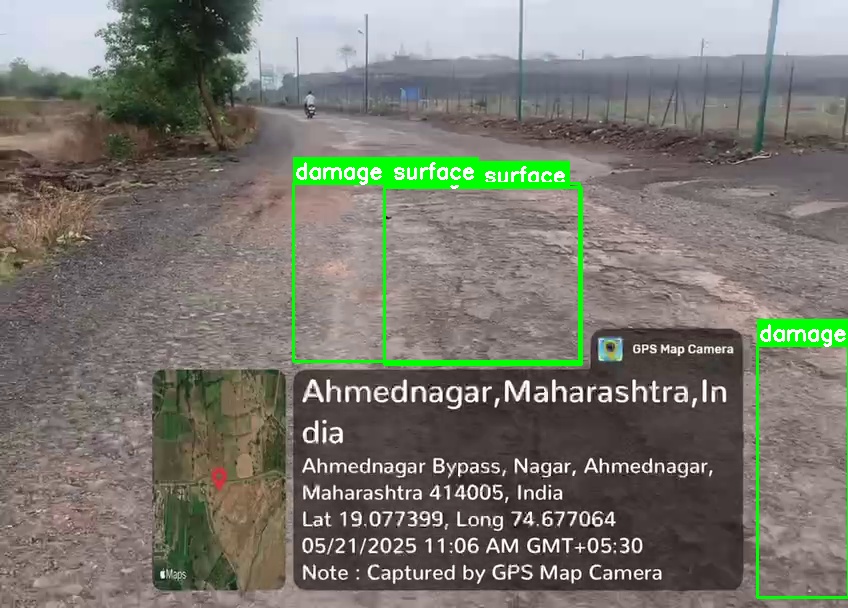 damage surface surface
damage
GPS Map Camera
Ahmednagar,Maharashtra,In
dia
Ahmednagar Bypass, Nagar, Ahmednagar,
Maharashtra 414005, India
Lat 19.077399, Long 74.677064
05/21/2025 11:06 AM GMT+05:30
Note : Captured by GPS Map Camera
Maps